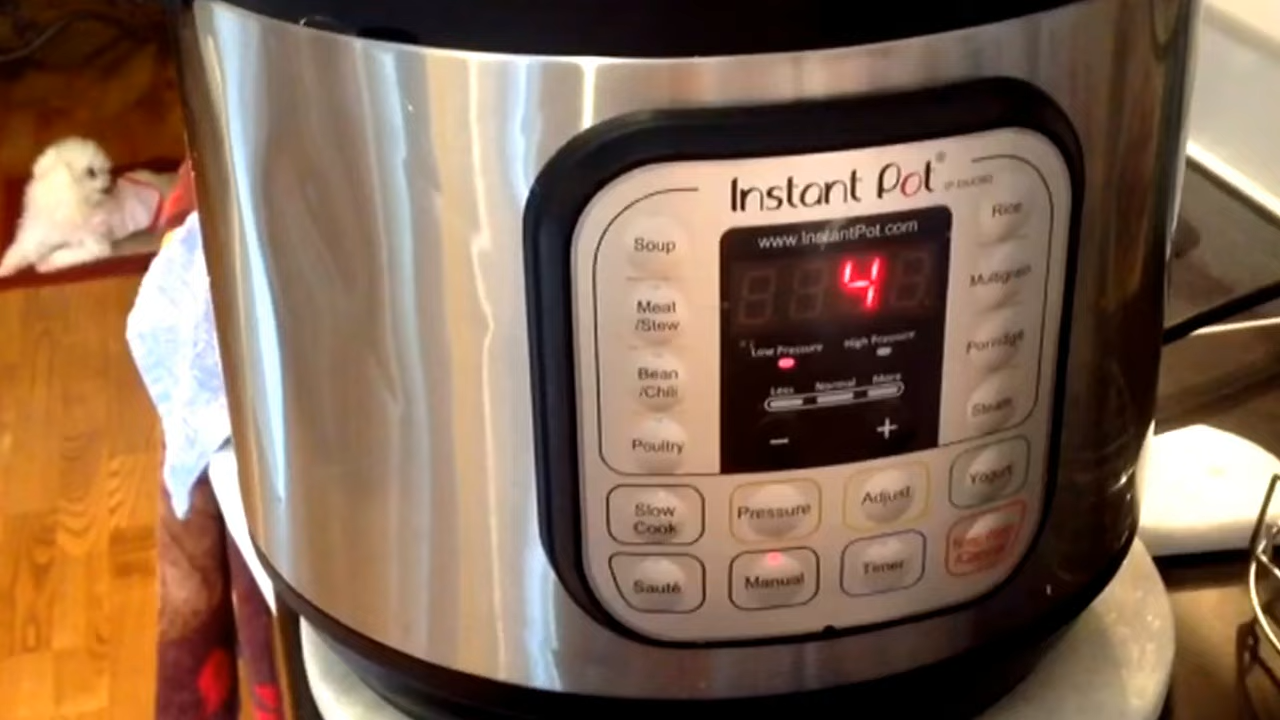 Instant Pot®
www.InstantPot.com
4
Low Pressure
High Pressure
Less
Normal
More
−
+
Soup
Meat
/Stew
Bean
/Chili
Poultry
Rice
Multigrain
Porridge
Steam
Slow
Cook
Pressure
Adjust
Yogurt
Sauté
Manual
Timer